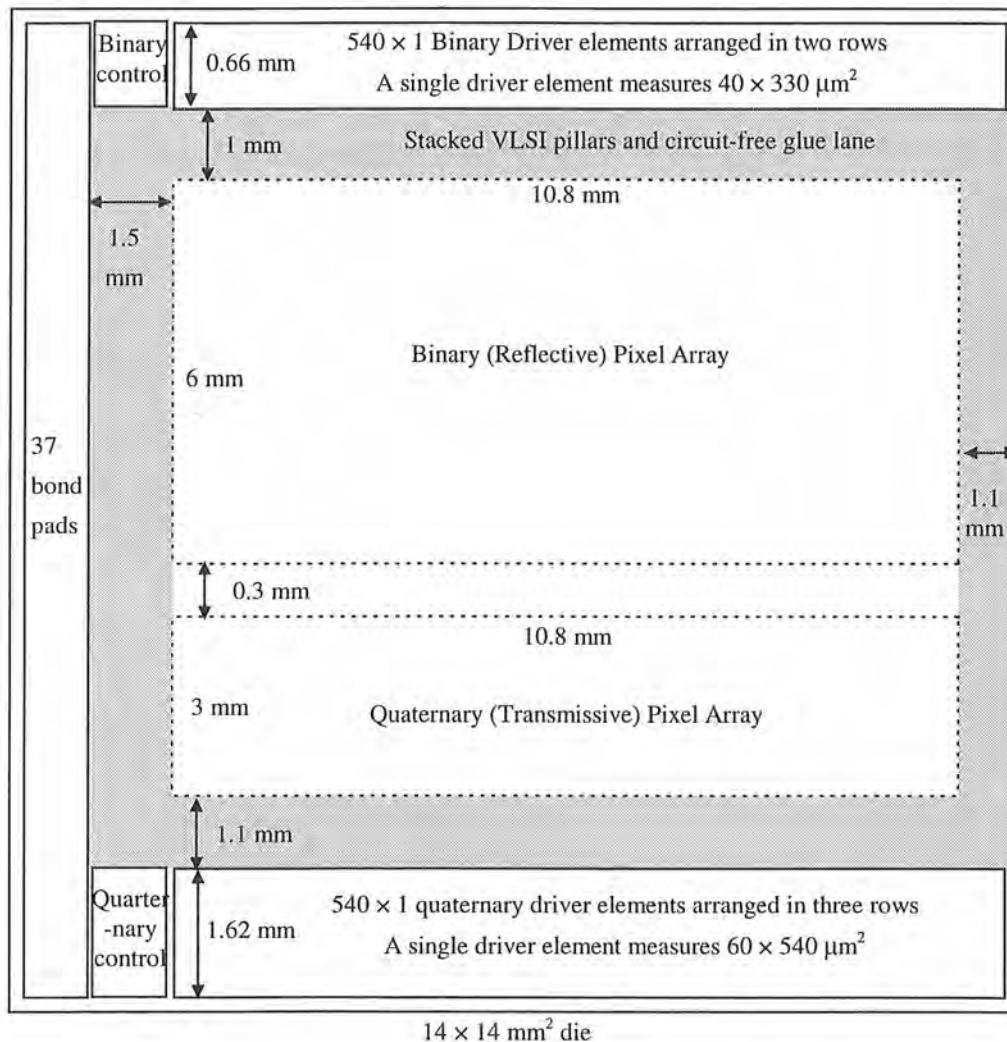 Binary
control
0.66 mm
540 × 1 Binary Driver elements arranged in two rows
A single driver element measures 40 × 330 μm²
1 mm
Stacked VLSI pillars and circuit-free glue lane
10.8 mm
1.5
mm
Binary (Reflective) Pixel Array
6 mm
37
bond
pads
1.1
mm
0.3 mm
10.8 mm
3 mm
Quaternary (Transmissive) Pixel Array
1.1 mm
Quarter
-nary
control
1.62 mm
540 × 1 quaternary driver elements arranged in three rows
A single driver element measures 60 × 540 μm²
14 × 14 mm² die